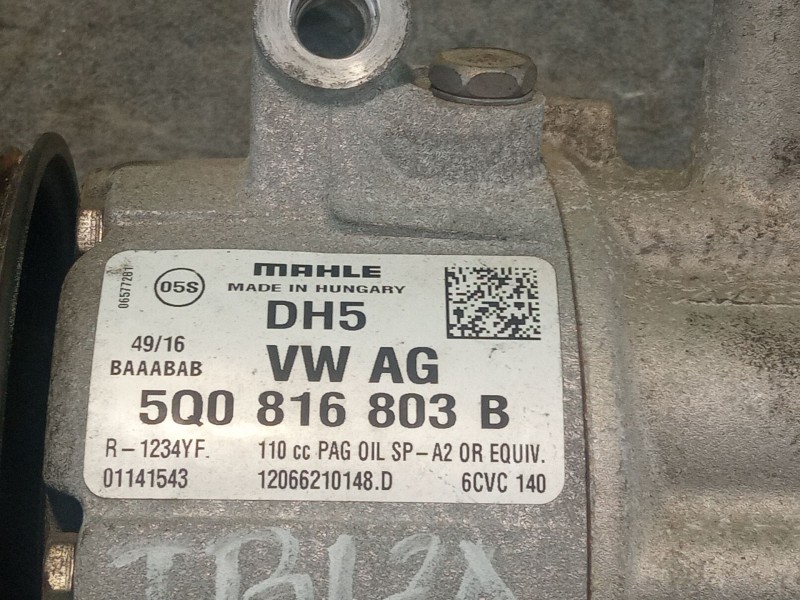 MAHLE
05S
MADE IN HUNGARY
06577281
DH5
49/16
VW AG
BAAABAB
5Q0 816 803 B
R-1234YF. 110 cc PAG OIL SP-A2 OR EQUIV.
01141543 12066210148.D 6CVC 140